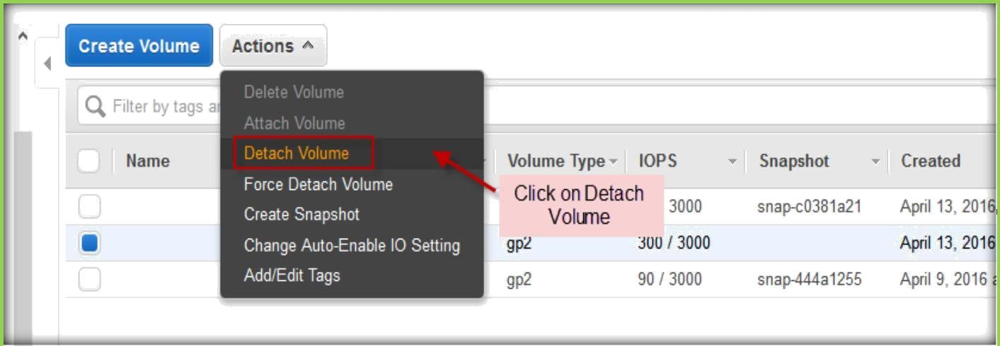 Create Volume Actions
Filter by tags
Delete Volume
Attach Volume
Detach Volume
Force Detach Volume
Create Snapshot
Change Auto-Enable IO Setting
Add/Edit Tags
Name Volume Type IOPS Snapshot Created
Click on Detach
Volume
3000 snap-c0381a21 April 13, 2016,
gp2 300 / 3000 April 13, 2016
gp2 90 / 3000 snap-444a1255 April 9, 2016